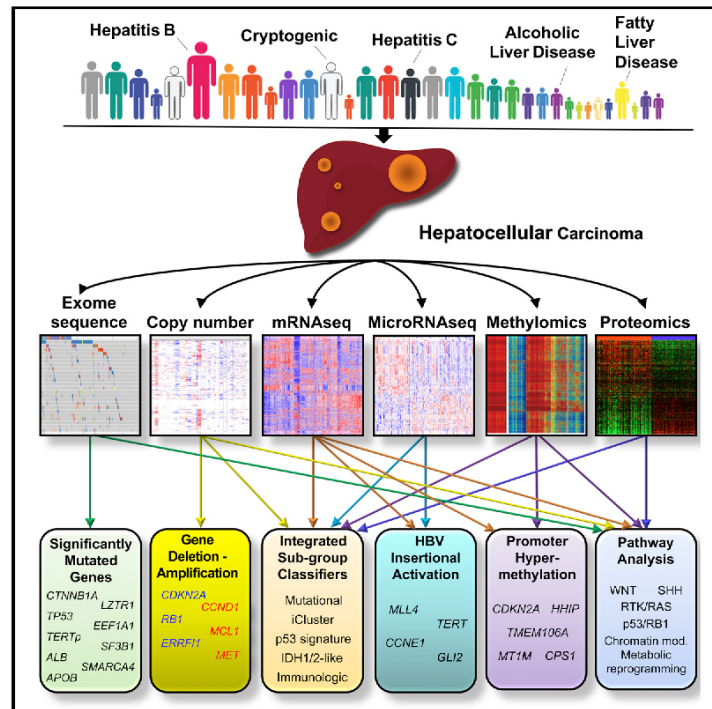 Hepatitis B
Cryptogenic
Hepatitis C
Alcoholic
Liver Disease
Fatty
Liver
Disease
Hepatocellular Carcinoma
Exome
sequence
Copy number
mRNAseq
MicroRNAseq
Methylomics
Proteomics
Significantly
Mutated
Genes
CTNNB1A
LZTR1
TP53
EEF1A1
TERTp
SF3B1
ALB
SMARCA4
APOB
Gene
Deletion -
Amplification
CDKN2A
CCND1
RB1
MCL1
ERRFI1
MET
Integrated
Sub-group
Classifiers
Mutational
iCluster
p53 signature
IDH1/2-like
Immunologic
HBV
Insertional
Activation
MLL4
TERT
CCNE1
GLI2
Promoter
Hyper-
methylation
CDKN2A HHIP
TMEM106A
MT1M CPS1
Pathway
Analysis
WNT SHH
RTK/RAS
p53/RB1
Chromatin mod.
Metabolic
reprogramming